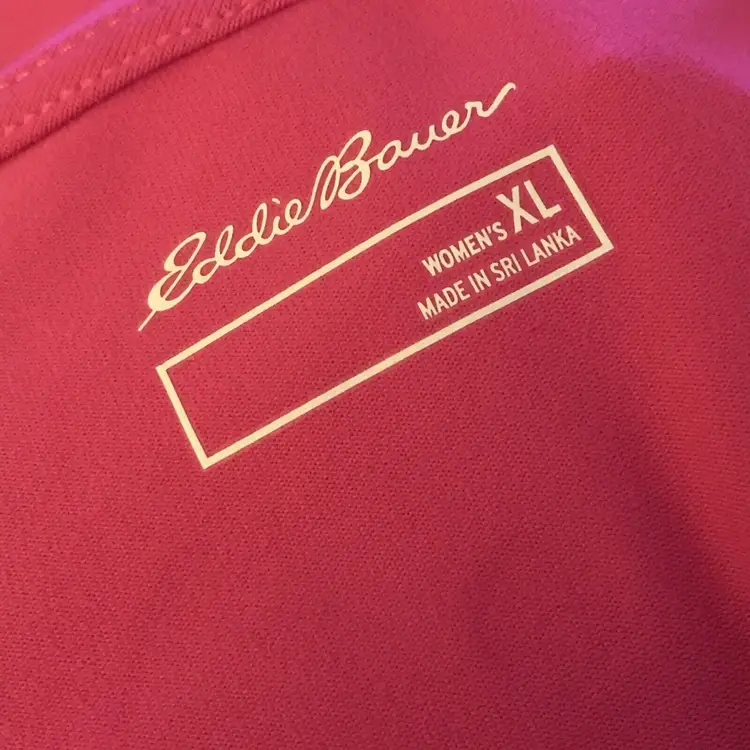 Eddie Bauer
WOMEN'S XL
MADE IN SRI LANKA